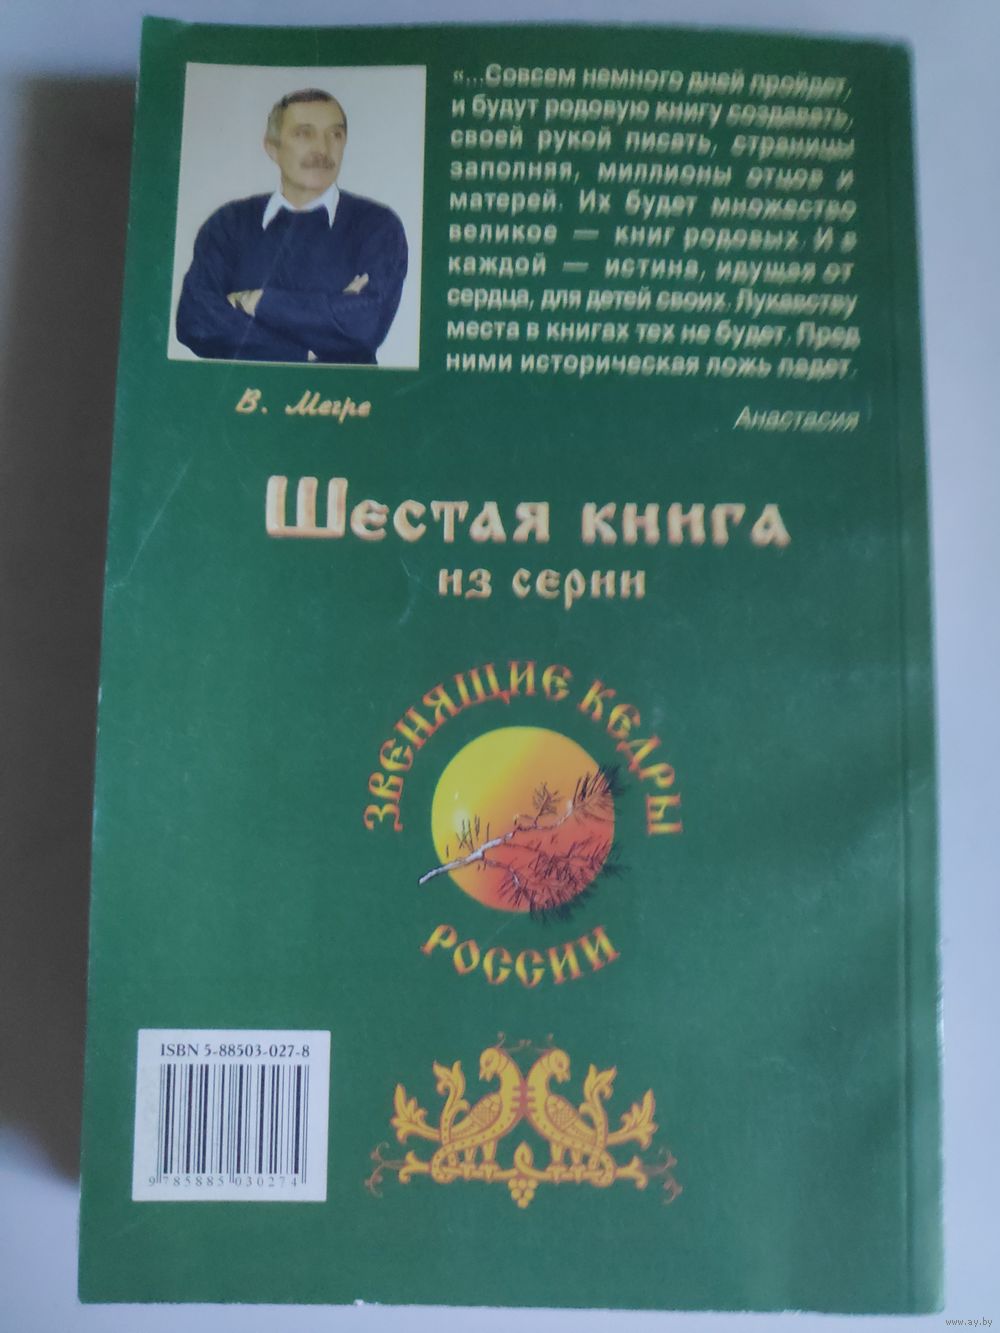 «...Совсем немного дней пройдет,
и будут родовую книгу создавать,
своей рукой писать, страницы
заполняя, миллионы отцов и
матерей. Их будет множество
великое — книг родовых. И в
каждой — истина, идущая от
сердца, для детей своих. Лукавству
места в книгах тех не будет. Пред
ними историческая ложь падет.
Анастасия
В. Мегре
Шестая книга
из серии
ЗВЕНЯЩИЕ КЕДРЫ
РОССИИ
ISBN 5-88503-027-8
9 785885 030274
www.ay.by